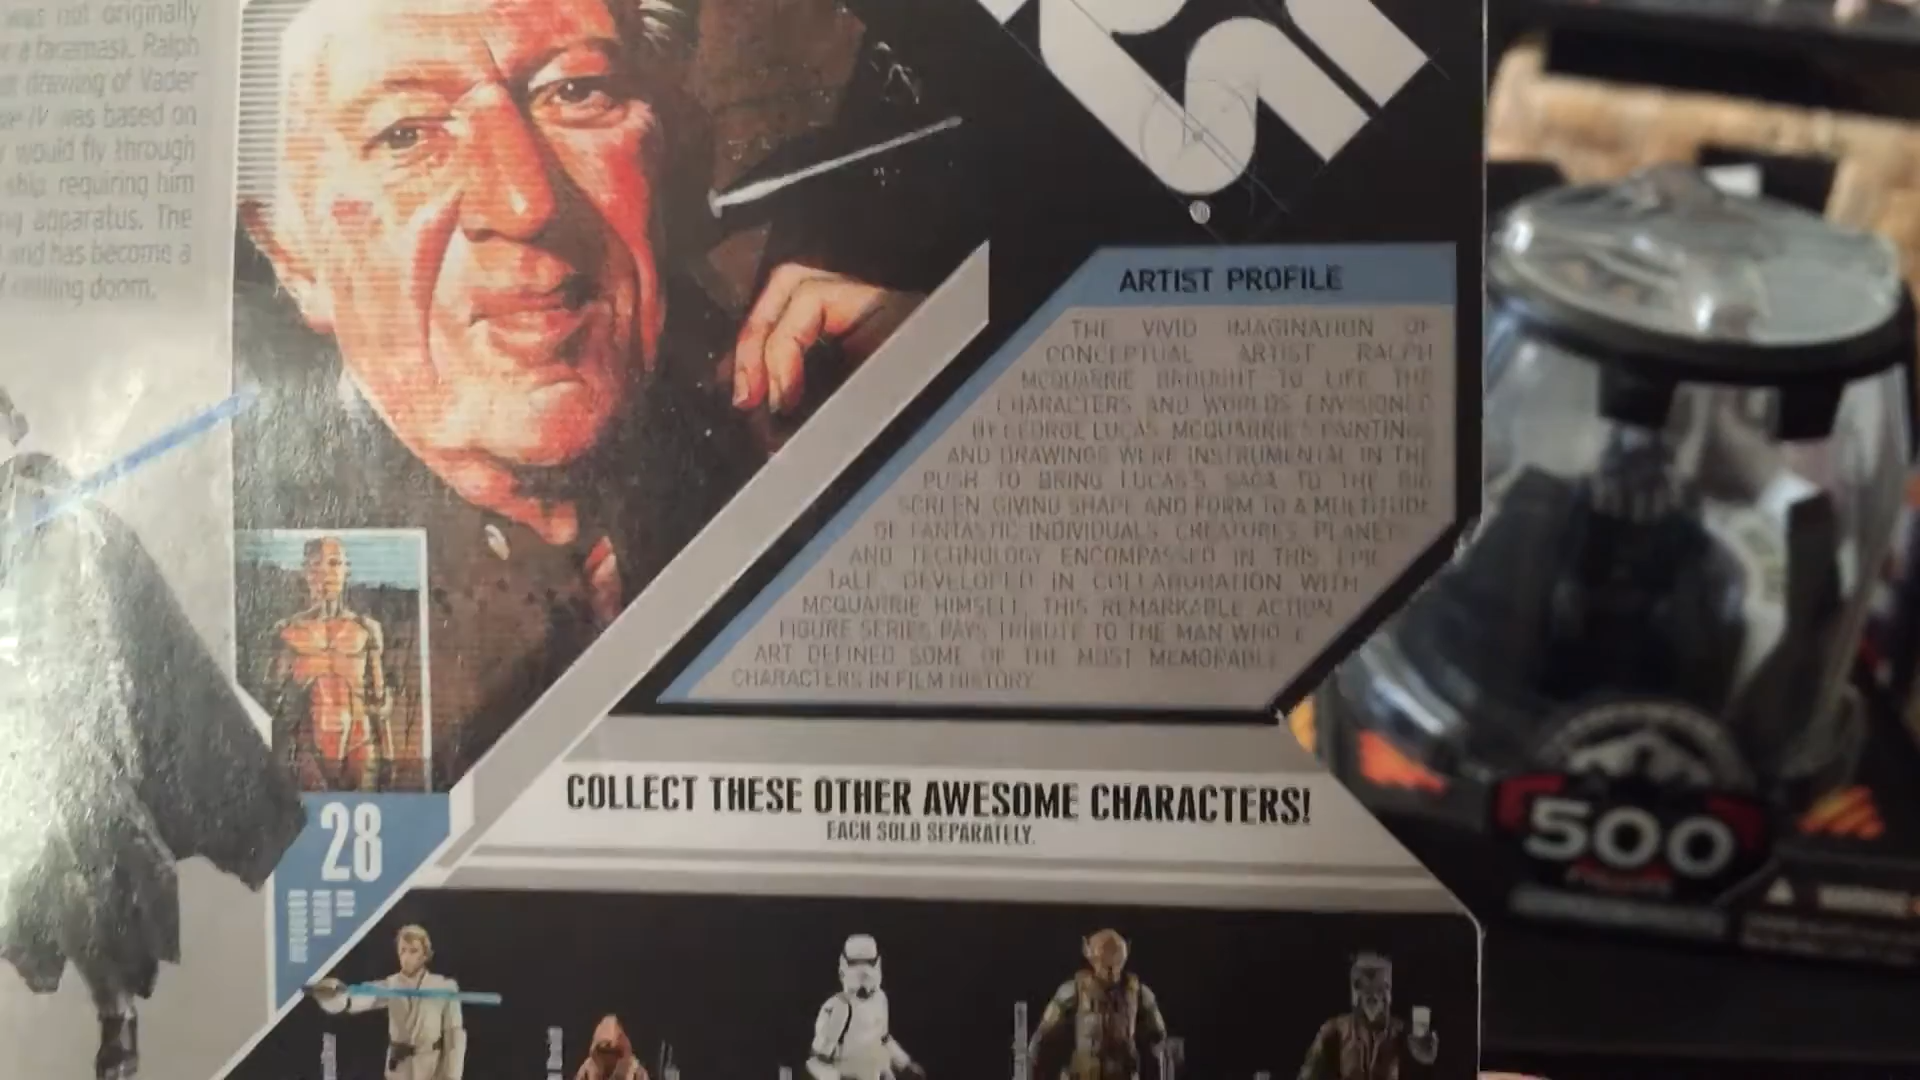 was not originally
Ralph
drawing of Vader
IV was based on
would fly through
ship requiring him
apparatus. The
and has become a
doom.
ARTIST PROFILE
THE VIVID IMAGINATION OF
CONCEPTUAL ARTIST RALPH
MCQUARRIE BROUGHT TO LIFE THE
CHARACTERS AND WORLDS ENVISIONED
BY GEORGE LUCAS. MCQUARRIE'S PAINTINGS
AND DRAWINGS WERE INSTRUMENTAL IN THE
PUSH TO BRING LUCAS'S SAGA TO THE BIG
SCREEN, GIVING SHAPE AND FORM TO A MULTITUDE
OF FANTASTIC INDIVIDUALS, CREATURES, PLANETS
AND TECHNOLOGY ENCOMPASSED IN THIS EPIC
TALE. DEVELOPED IN COLLABORATION WITH
MCQUARRIE HIMSELF, THIS REMARKABLE ACTION
FIGURE SERIES PAYS TRIBUTE TO THE MAN WHOSE
ART DEFINED SOME OF THE MOST MEMORABLE
CHARACTERS IN FILM HISTORY.
COLLECT THESE OTHER AWESOME CHARACTERS!
EACH SOLD SEPARATELY.
28
500